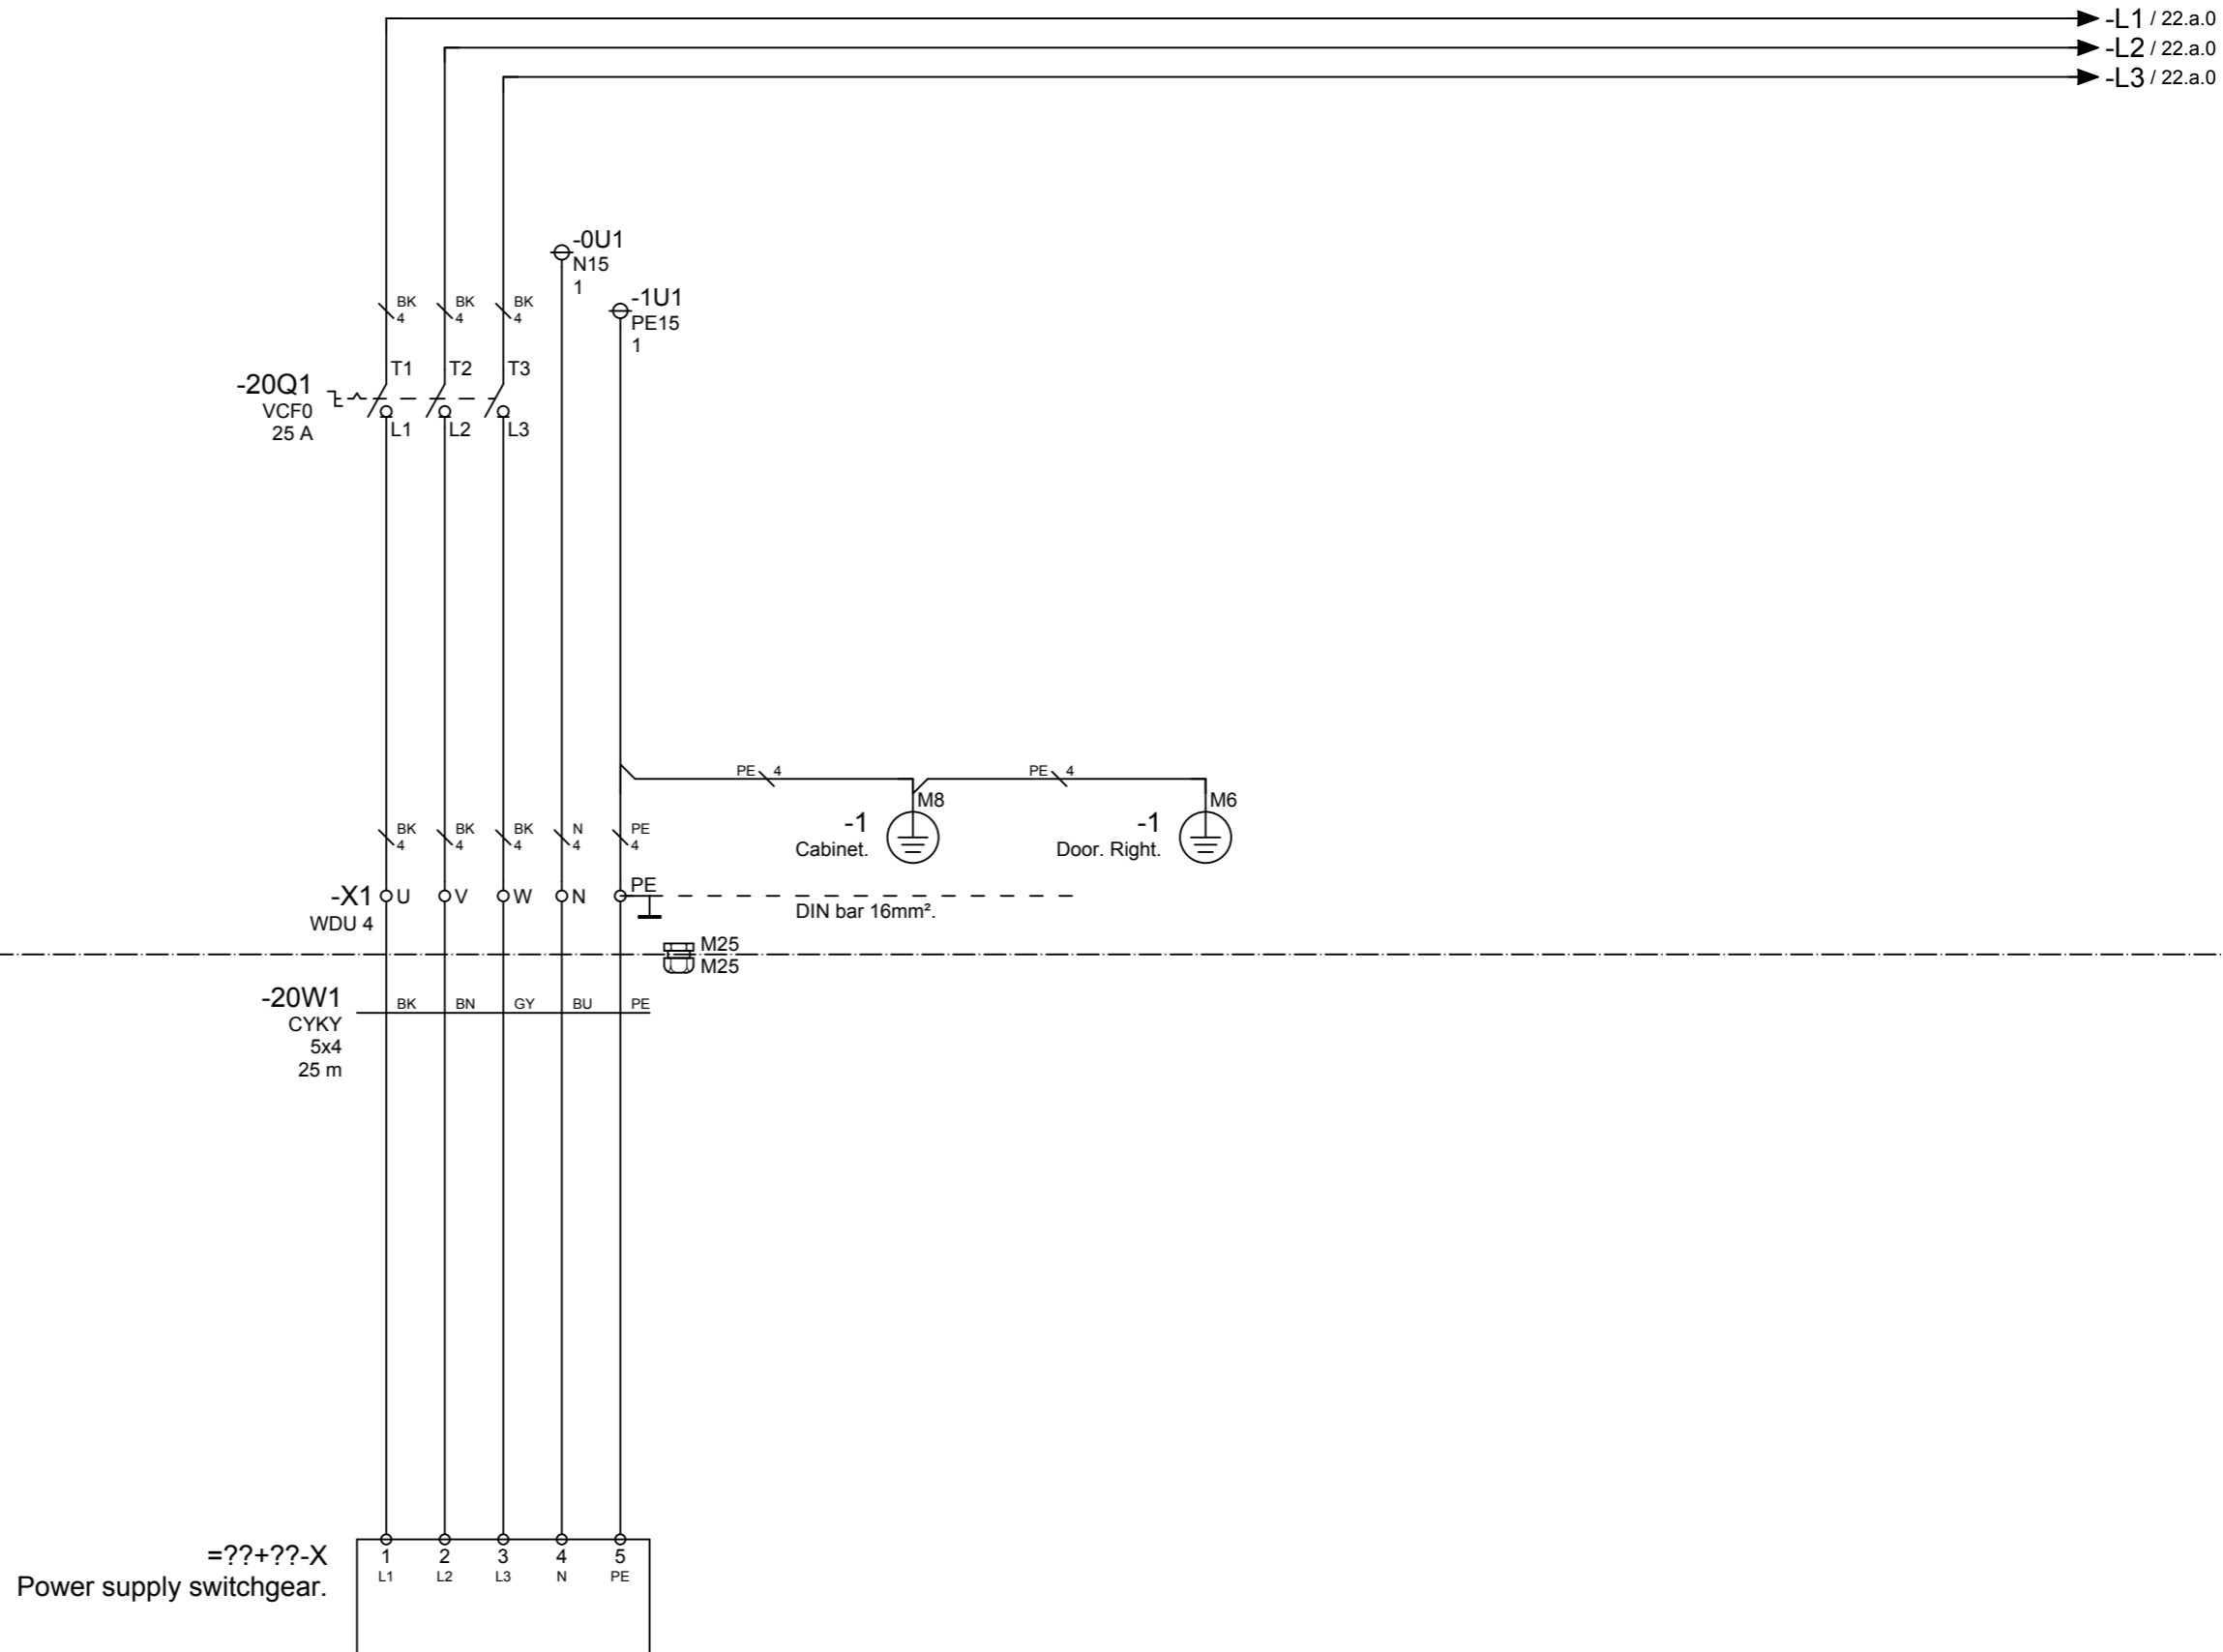 -L1 / 22.a.0
-L2 / 22.a.0
-L3 / 22.a.0
-0U1
N15
1
-1U1
PE15
1
BK BK BK
4 4 4
T1 T2 T3
-20Q1
VCF0
25 A
L1 L2 L3
PE 4 PE 4
M8 M6
-1 -1
Cabinet. Door. Right.
BK BK BK N PE
4 4 4 4 4
-X1 U V W N PE
WDU 4
DIN bar 16mm².
M25
M25
-20W1
BK BN GY BU PE
CYKY
5x4
25 m
=??+??-X
Power supply switchgear.
1 2 3 4 5
L1 L2 L3 N PE